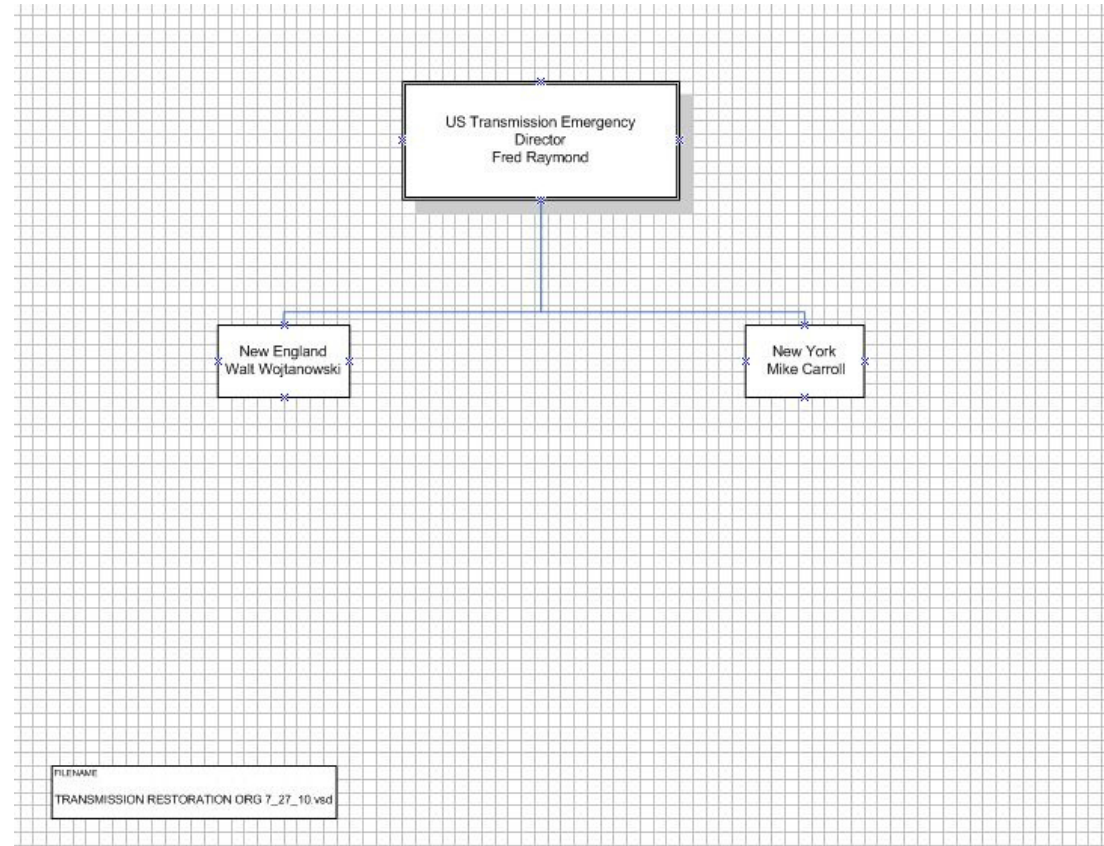 US Transmission Emergency
Director
Fred Raymond
New England
Walt Wojtanowski
New York
Mike Carroll
FILENAME
TRANSMISSION RESTORATION ORG 7_27_10.vsd